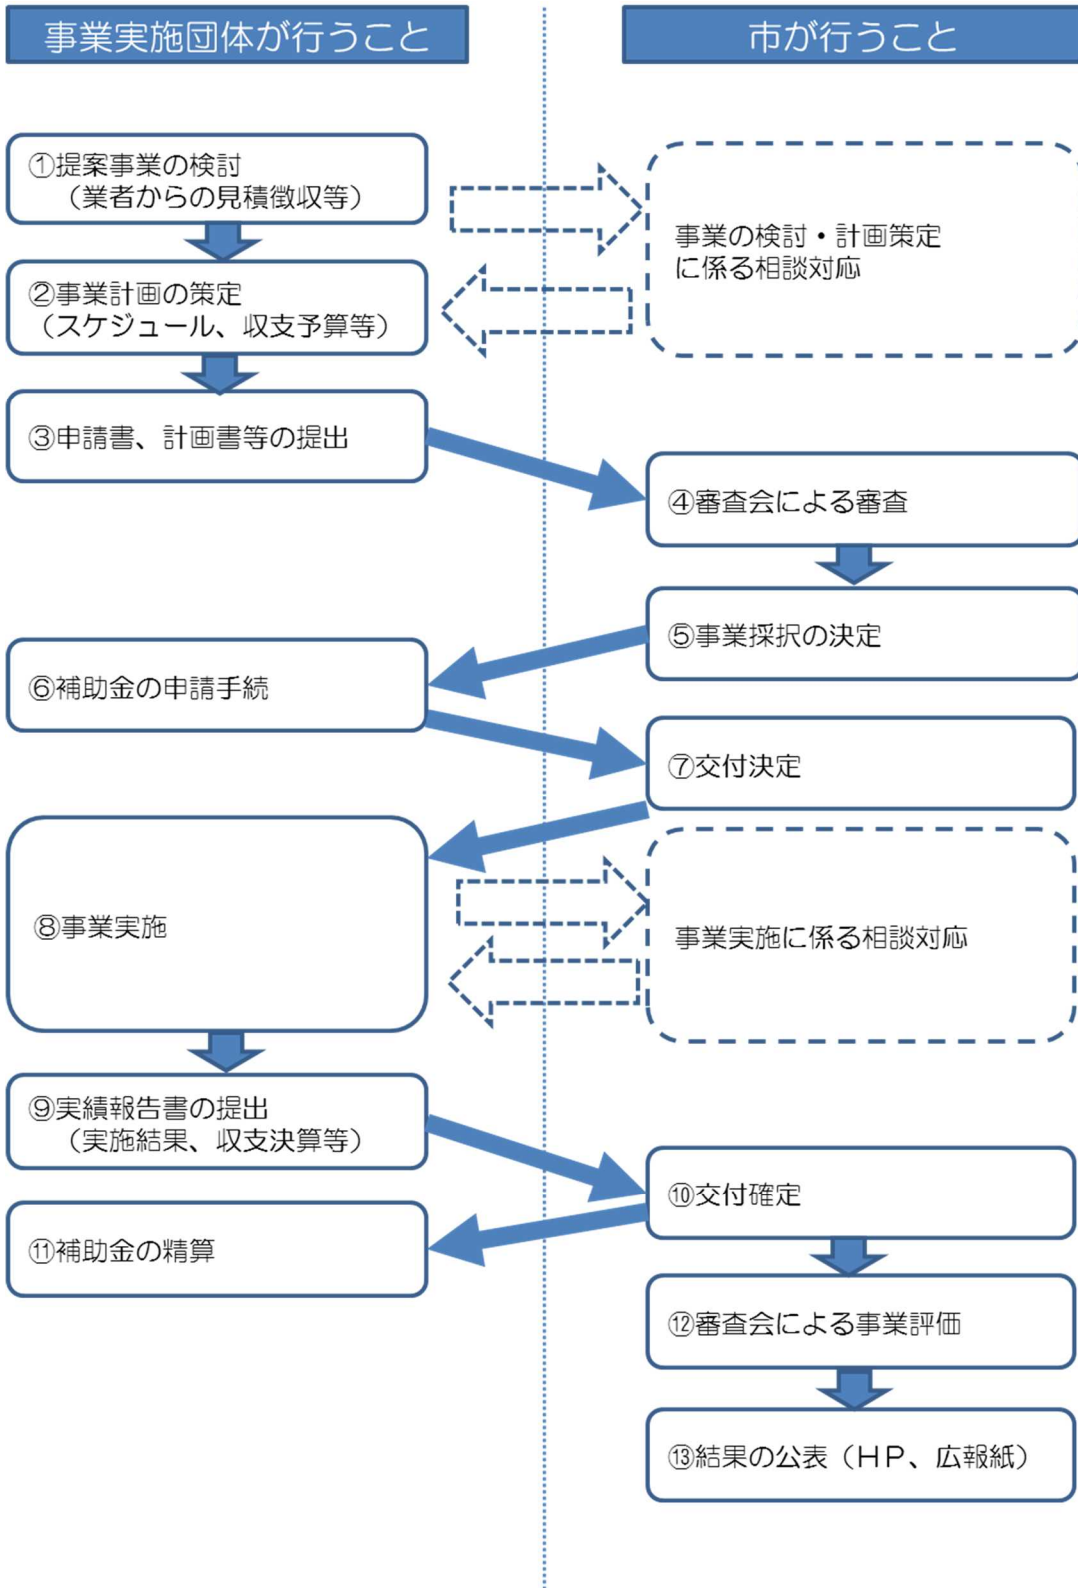 事業実施団体が行うこと
市が行うこと
①提案事業の検討
（業者からの見積徴収等）
事業の検討・計画策定
に係る相談対応
②事業計画の策定
（スケジュール、収支予算等）
③申請書、計画書等の提出
④審査会による審査
⑤事業採択の決定
⑥補助金の申請手続
⑦交付決定
⑧事業実施
事業実施に係る相談対応
⑨実績報告書の提出
（実施結果、収支決算等）
⑩交付確定
⑪補助金の精算
⑫審査会による事業評価
⑬結果の公表（ＨＰ、広報紙）